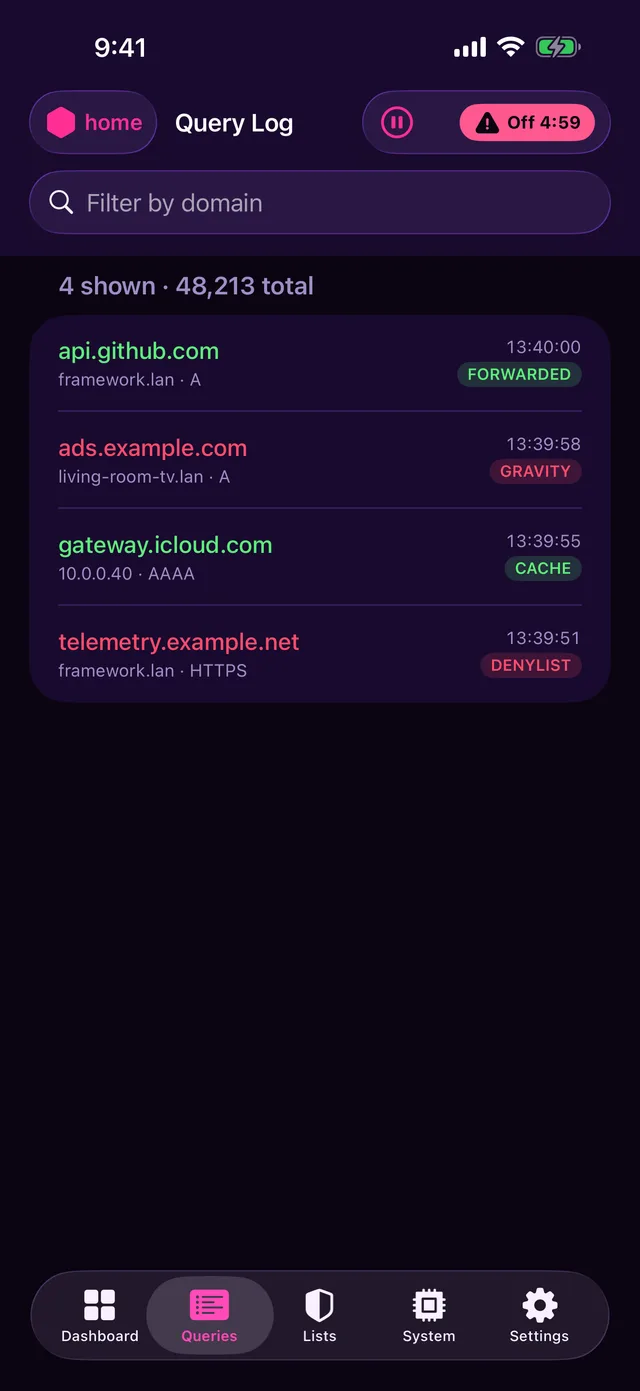 9:41
home
Query Log
Off 4:59
Filter by domain
4 shown · 48,213 total
api.github.com
13:40:00
framework.lan · A
FORWARDED
ads.example.com
13:39:58
living-room-tv.lan · A
GRAVITY
gateway.icloud.com
13:39:55
10.0.0.40 · AAAA
CACHE
telemetry.example.net
13:39:51
framework.lan · HTTPS
DENYLIST
Dashboard
Queries
Lists
System
Settings